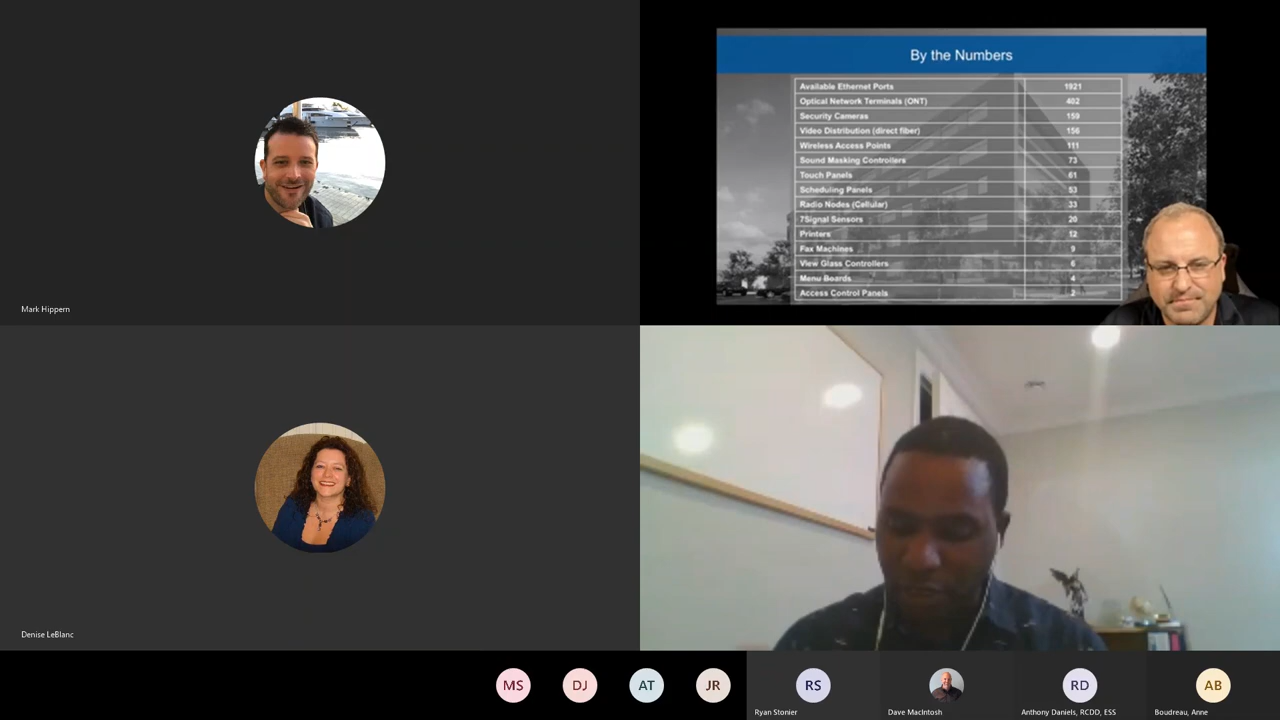 By the Numbers
Available Ethernet Ports 1921
Optical Network Terminals (ONT) 402
Security Cameras 159
Video Distribution (direct fiber) 156
Wireless Access Points 111
Sound Masking Controllers 73
Touch Panels 61
Scheduling Panels 53
Radio Nodes (Cellular) 33
7Signal Sensors 20
Printers 12
Fax Machines 9
View Glass Controllers 6
Menu Boards 4
Access Control Panels 2
Mark Hippern
Denise LeBlanc
MS DJ AT JR RS RD AB
Ryan Stonier Dave MacIntosh Anthony Daniels, RCDD, ESS Boudreau, Anne